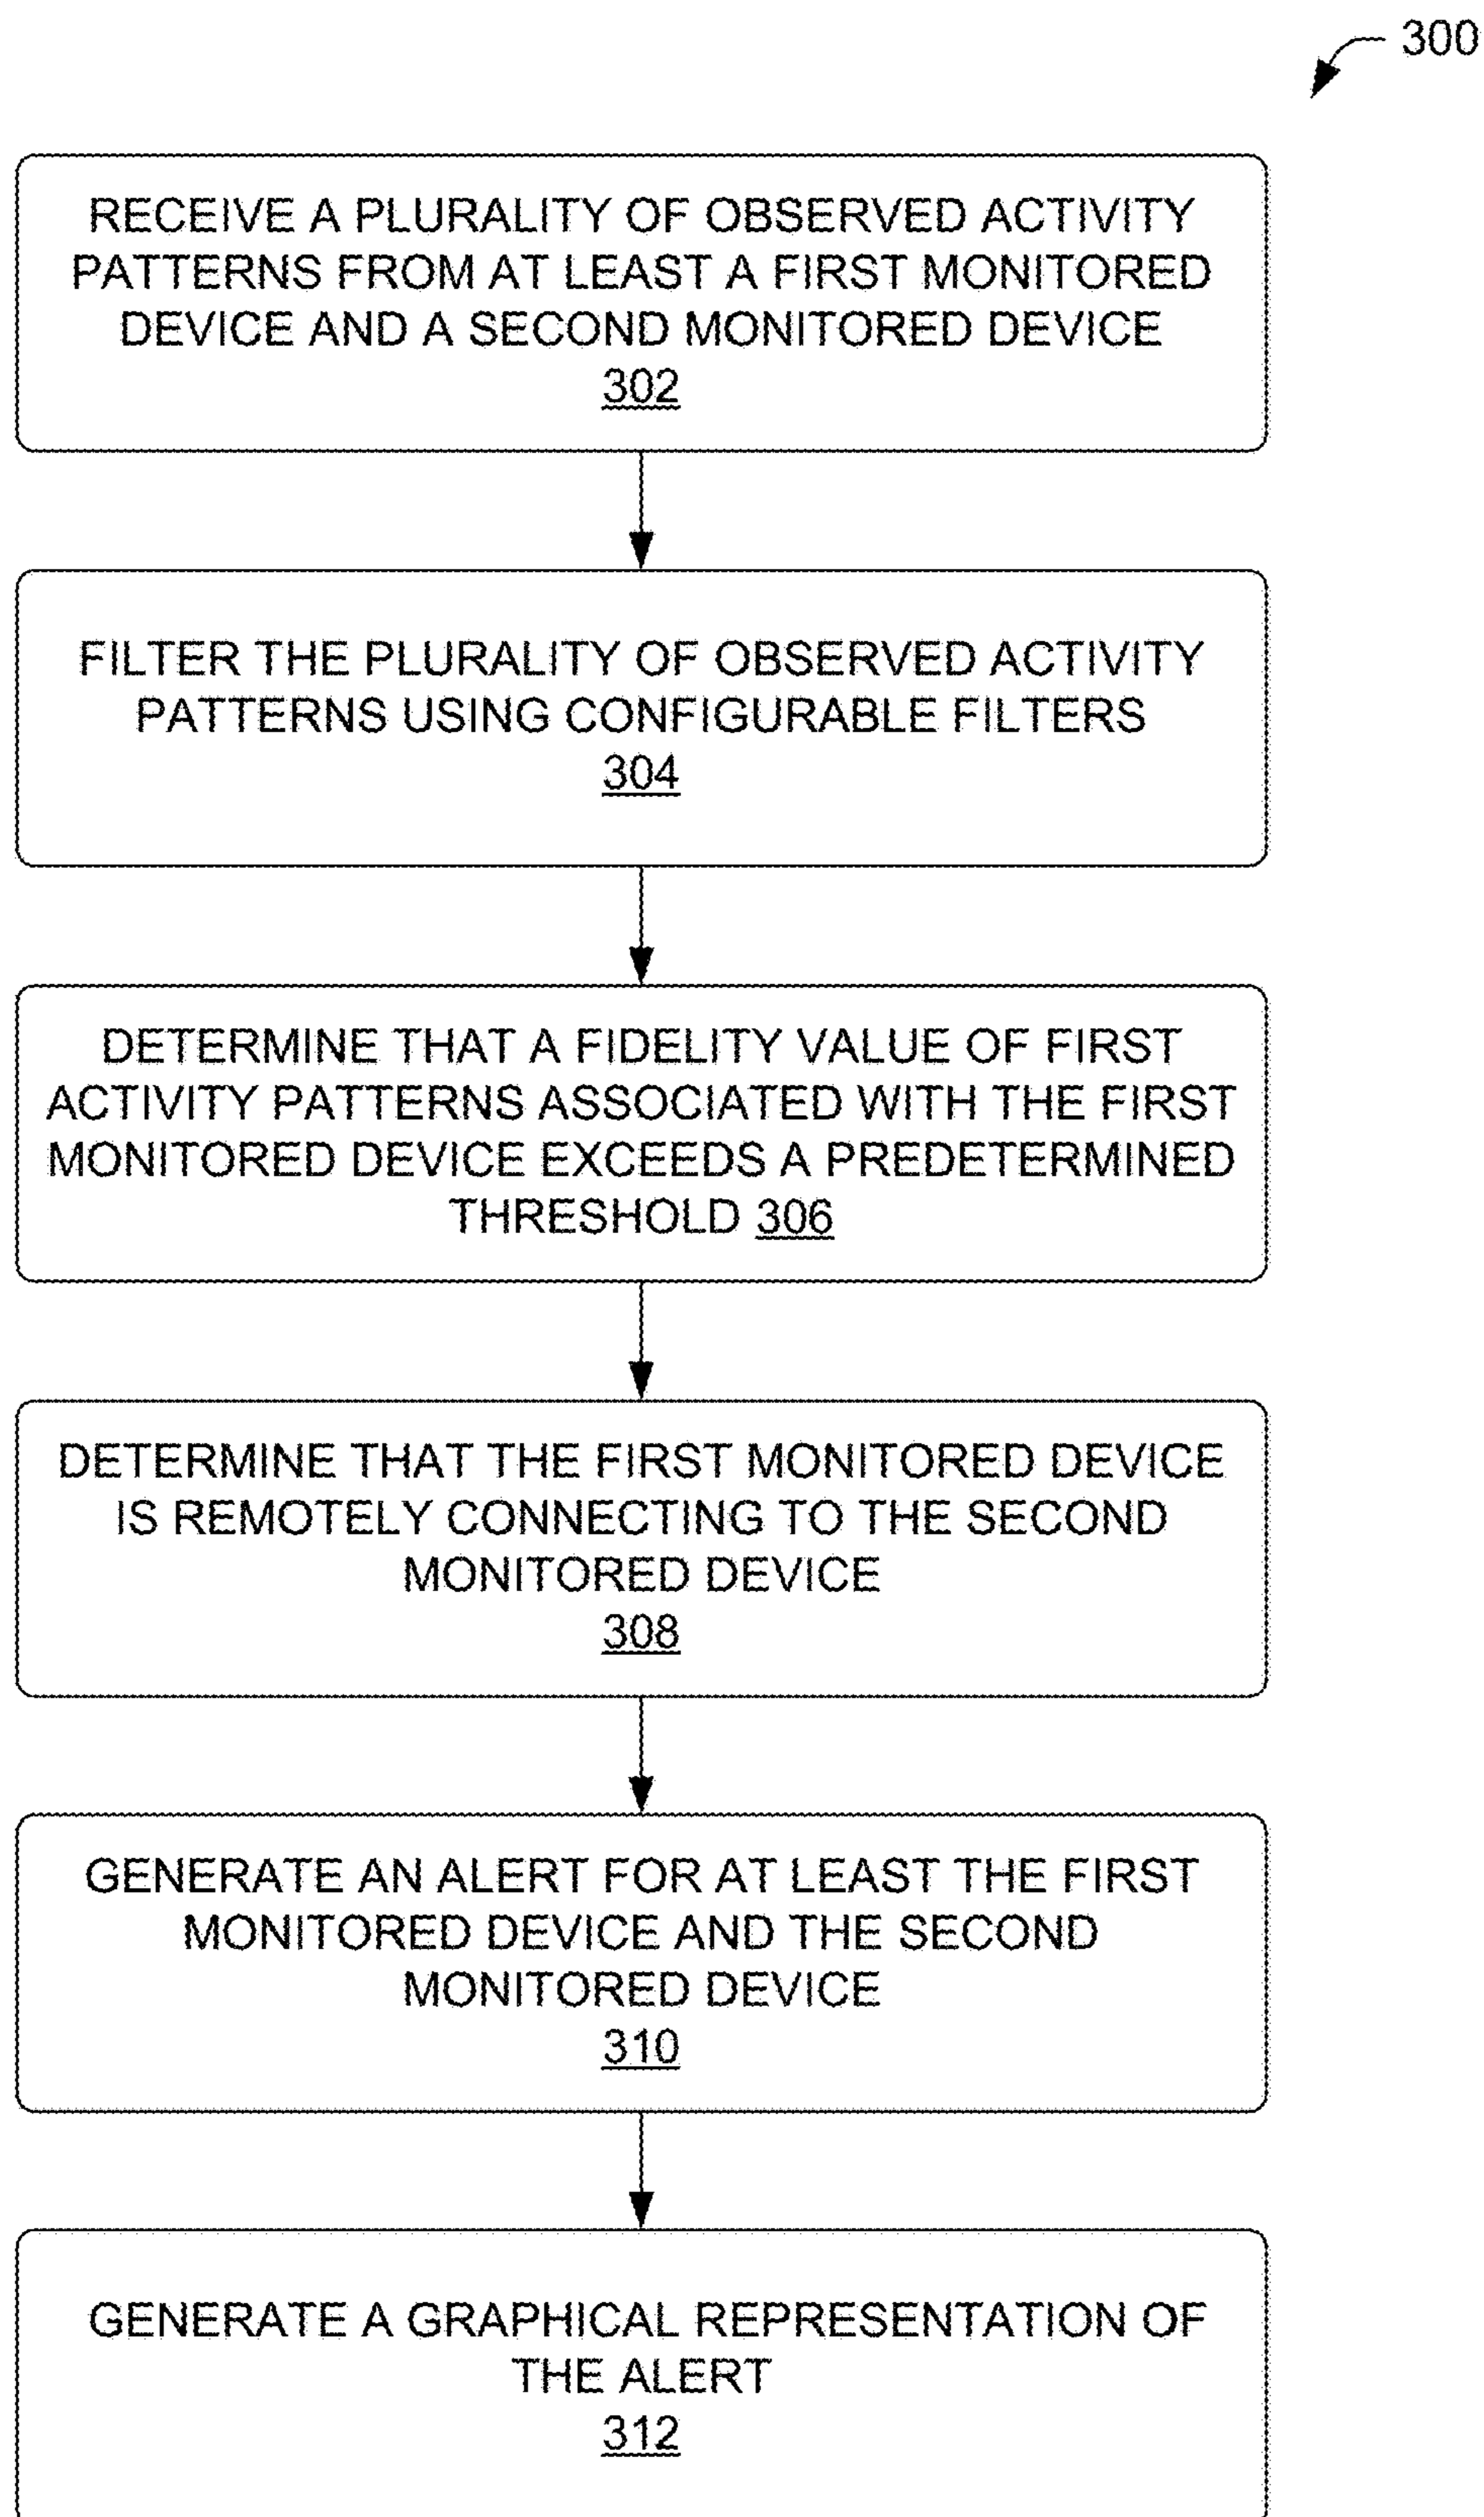 300
RECEIVE A PLURALITY OF OBSERVED ACTIVITY
PATTERNS FROM AT LEAST A FIRST MONITORED
DEVICE AND A SECOND MONITORED DEVICE
302
FILTER THE PLURALITY OF OBSERVED ACTIVITY
PATTERNS USING CONFIGURABLE FILTERS
304
DETERMINE THAT A FIDELITY VALUE OF FIRST
ACTIVITY PATTERNS ASSOCIATED WITH THE FIRST
MONITORED DEVICE EXCEEDS A PREDETERMINED
THRESHOLD 306
DETERMINE THAT THE FIRST MONITORED DEVICE
IS REMOTELY CONNECTING TO THE SECOND
MONITORED DEVICE
308
GENERATE AN ALERT FOR AT LEAST THE FIRST
MONITORED DEVICE AND THE SECOND
MONITORED DEVICE
310
GENERATE A GRAPHICAL REPRESENTATION OF
THE ALERT
312